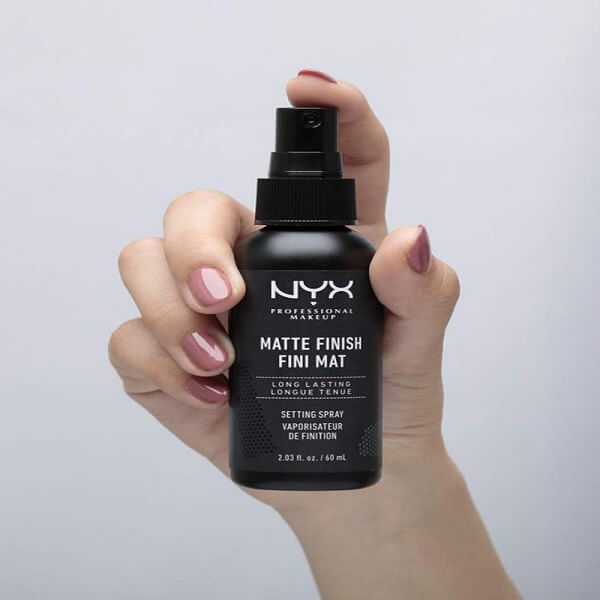 NYX
PROFESSIONAL
MAKEUP
MATTE FINISH
FINI MAT
LONG LASTING
LONGUE TENUE
SETTING SPRAY
VAPORISATEUR
DE FINITION
2.03 fl. oz. / 60 mL